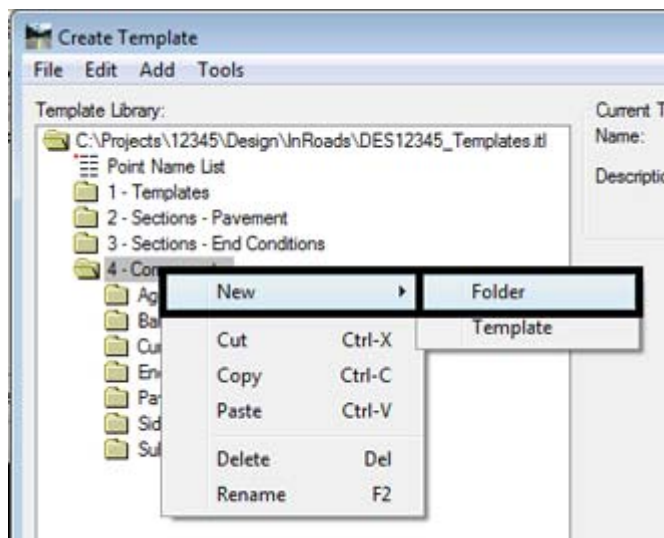 Create Template
File Edit Add Tools
Template Library:
C:\Projects\12345\Design\InRoads\DES12345_Templates.itl
Point Name List
1 - Templates
2 - Sections - Pavement
3 - Sections - End Conditions
4 -
New
Cut Ctrl-X
Copy Ctrl-C
Paste Ctrl-V
Delete Del
Rename F2
Folder
Template
Current
Name: